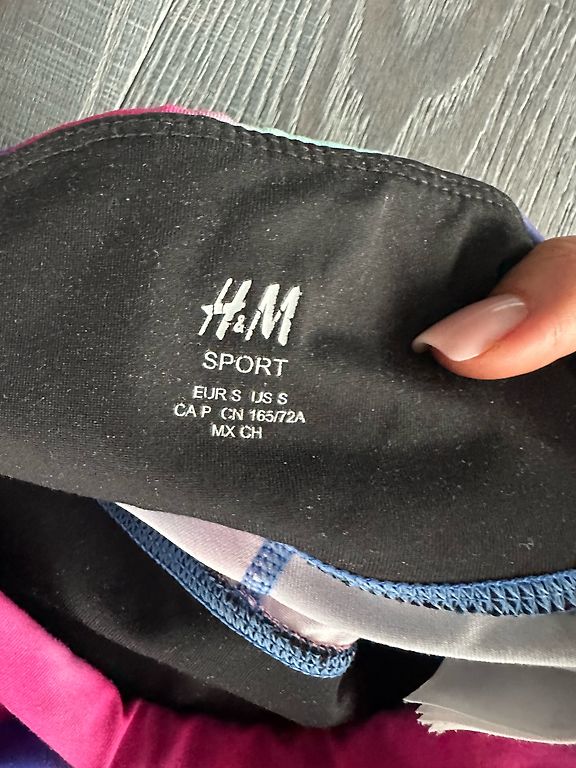 H&M
SPORT
EUR S US S
CA P CN 165/72A
MX CH